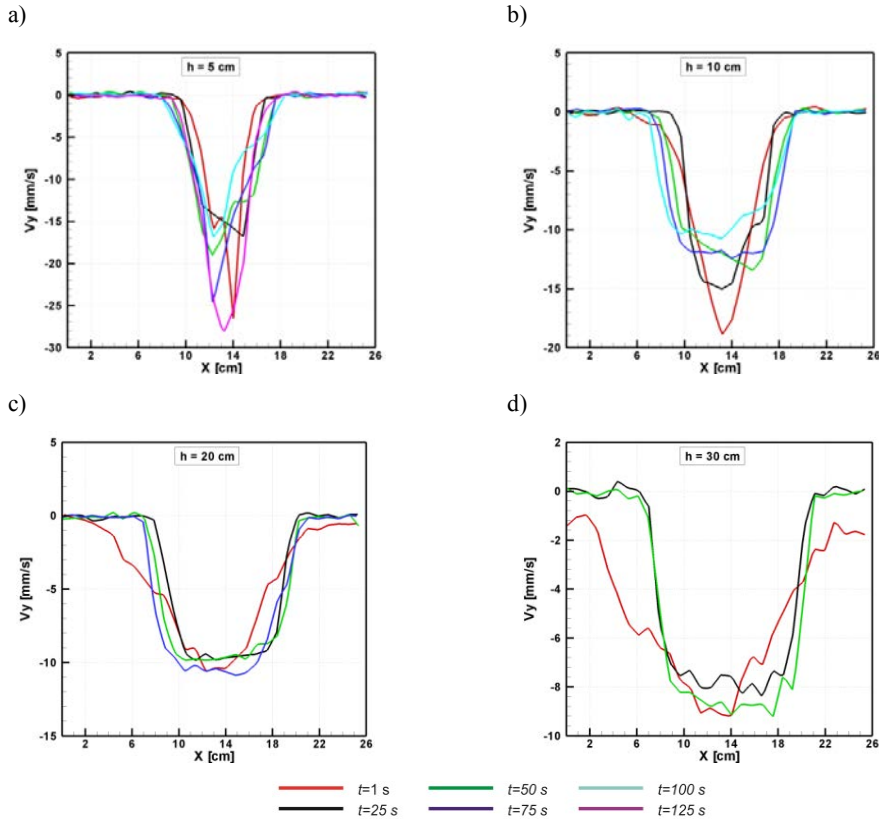 a)
b)
h = 5 cm
5
0
-5
-10
-15
-20
-25
-30
Vy [mm/s]
2
6
10
14
18
22
26
X [cm]
h = 10 cm
5
0
-5
-10
-15
-20
Vy [mm/s]
2
6
10
14
18
22
26
X [cm]
c)
d)
h = 20 cm
5
0
-5
-10
-15
Vy [mm/s]
2
6
10
14
18
22
26
X [cm]
h = 30 cm
2
0
-2
-4
-6
-8
-10
Vy [mm/s]
2
6
10
14
18
22
26
X [cm]
t=1 s
t=50 s
t=100 s
t=25 s
t=75 s
t=125 s